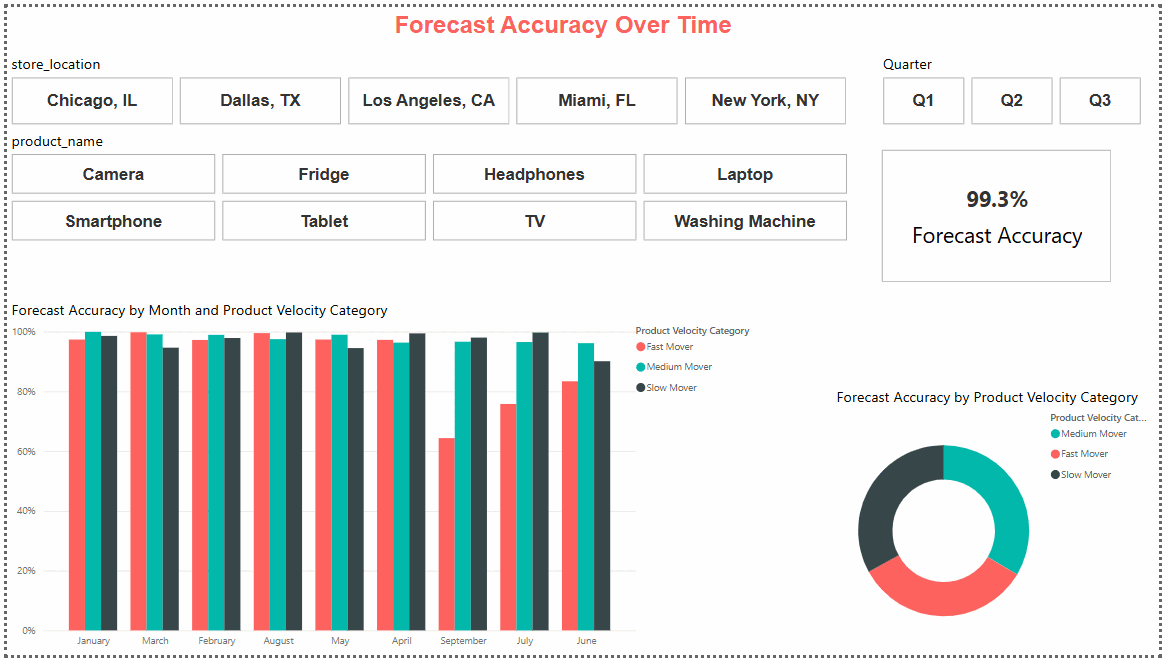 Forecast Accuracy Over Time
store_location
Chicago, IL
Dallas, TX
Los Angeles, CA
Miami, FL
New York, NY
Quarter
Q1
Q2
Q3
product_name
Camera
Fridge
Headphones
Laptop
Smartphone
Tablet
TV
Washing Machine
99.3%
Forecast Accuracy
Forecast Accuracy by Month and Product Velocity Category
100%
80%
60%
40%
20%
0%
January
March
February
August
May
April
September
July
June
Product Velocity Category
Fast Mover
Medium Mover
Slow Mover
Forecast Accuracy by Product Velocity Category
Product Velocity Cat...
Medium Mover
Fast Mover
Slow Mover